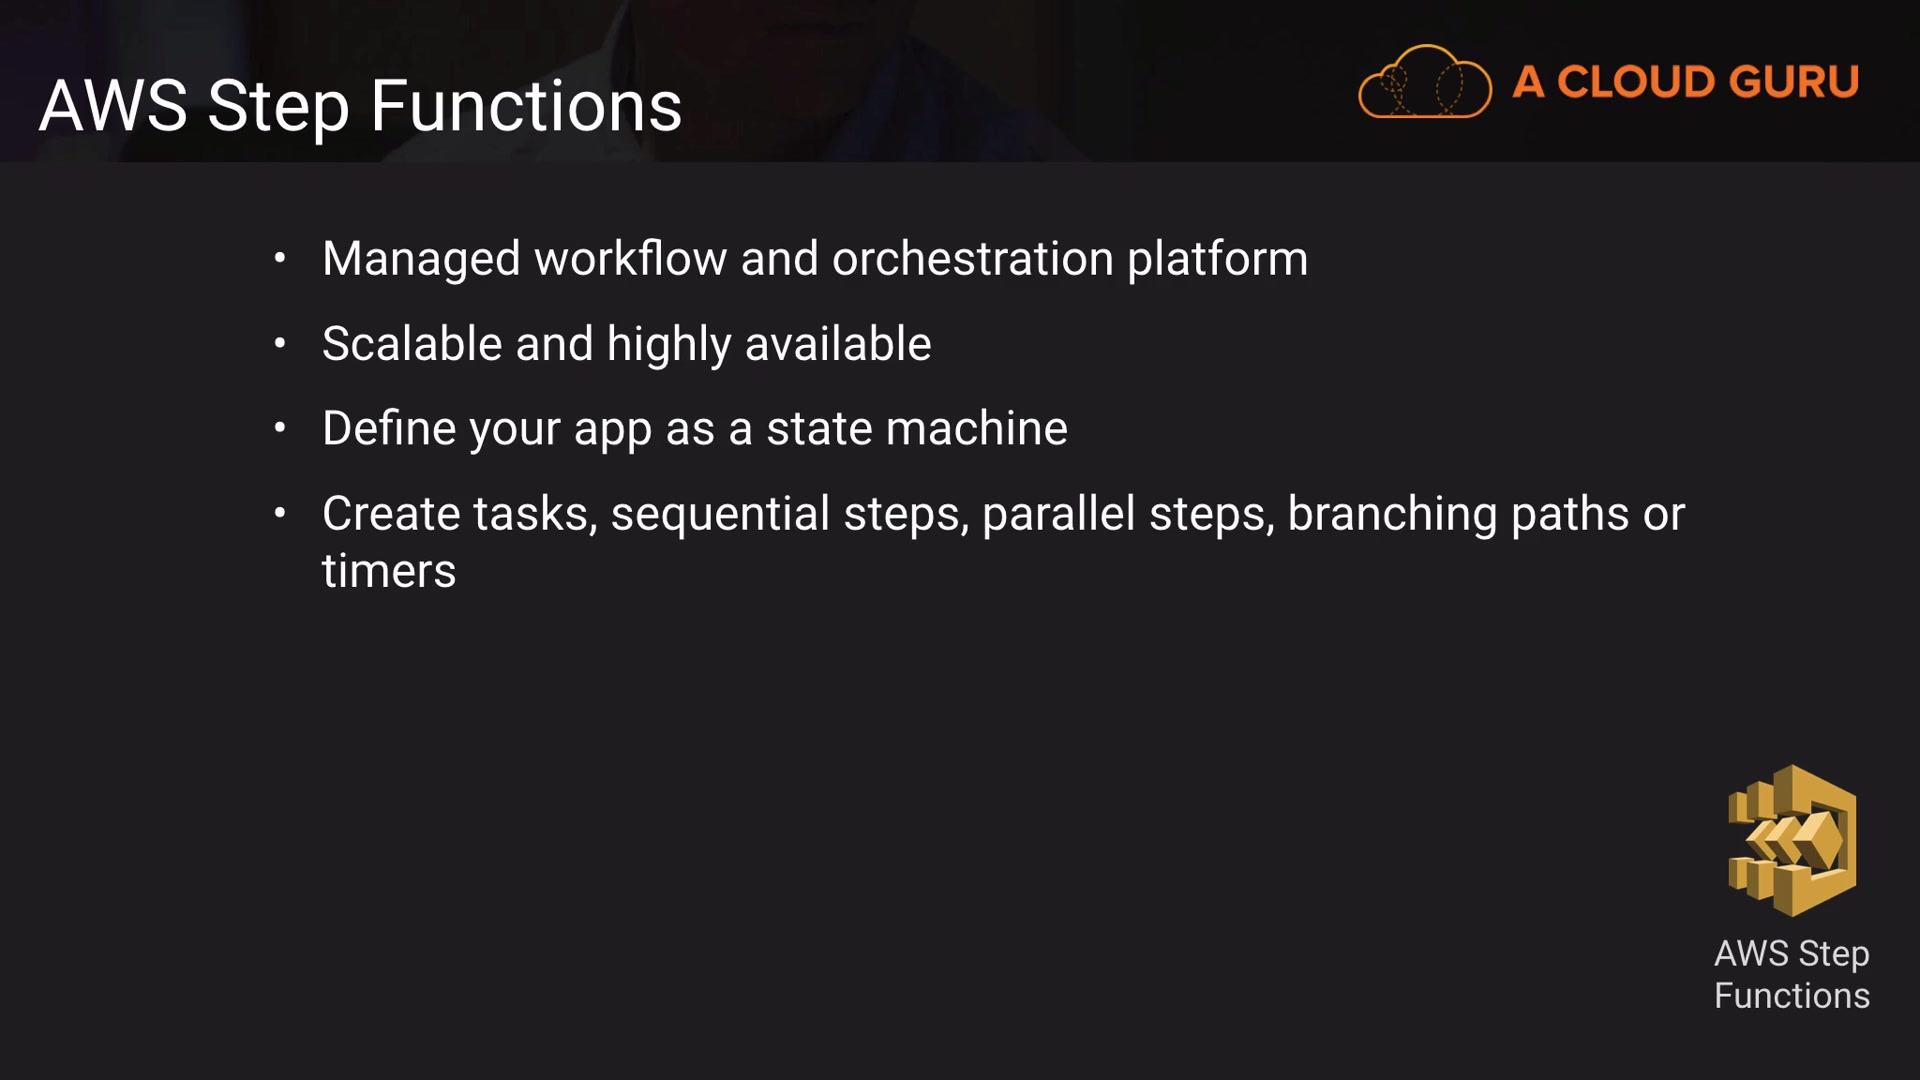 AWS Step Functions
A CLOUD GURU
• Managed workflow and orchestration platform
• Scalable and highly available
• Define your app as a state machine
• Create tasks, sequential steps, parallel steps, branching paths or
timers
AWS Step
Functions